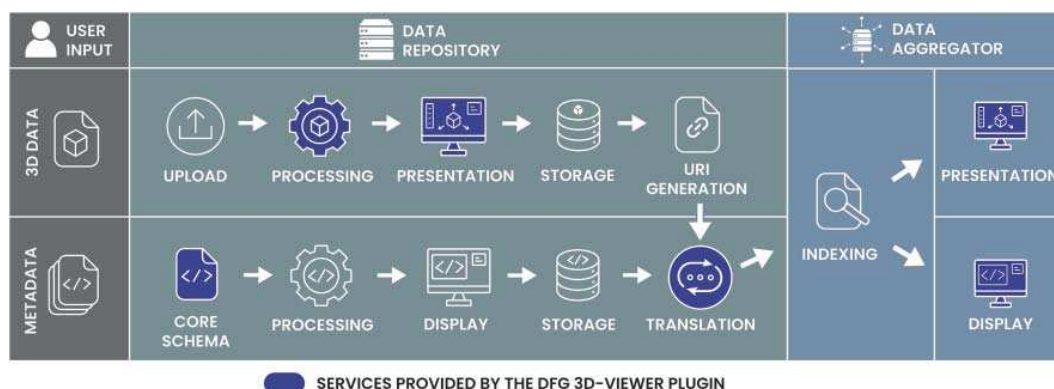 USER
INPUT
DATA
REPOSITORY
DATA
AGGREGATOR
3D DATA
UPLOAD
PROCESSING
PRESENTATION
STORAGE
URI
GENERATION
PRESENTATION
INDEXING
METADATA
CORE
SCHEMA
PROCESSING
DISPLAY
STORAGE
TRANSLATION
DISPLAY
SERVICES PROVIDED BY THE DFG 3D-VIEWER PLUGIN